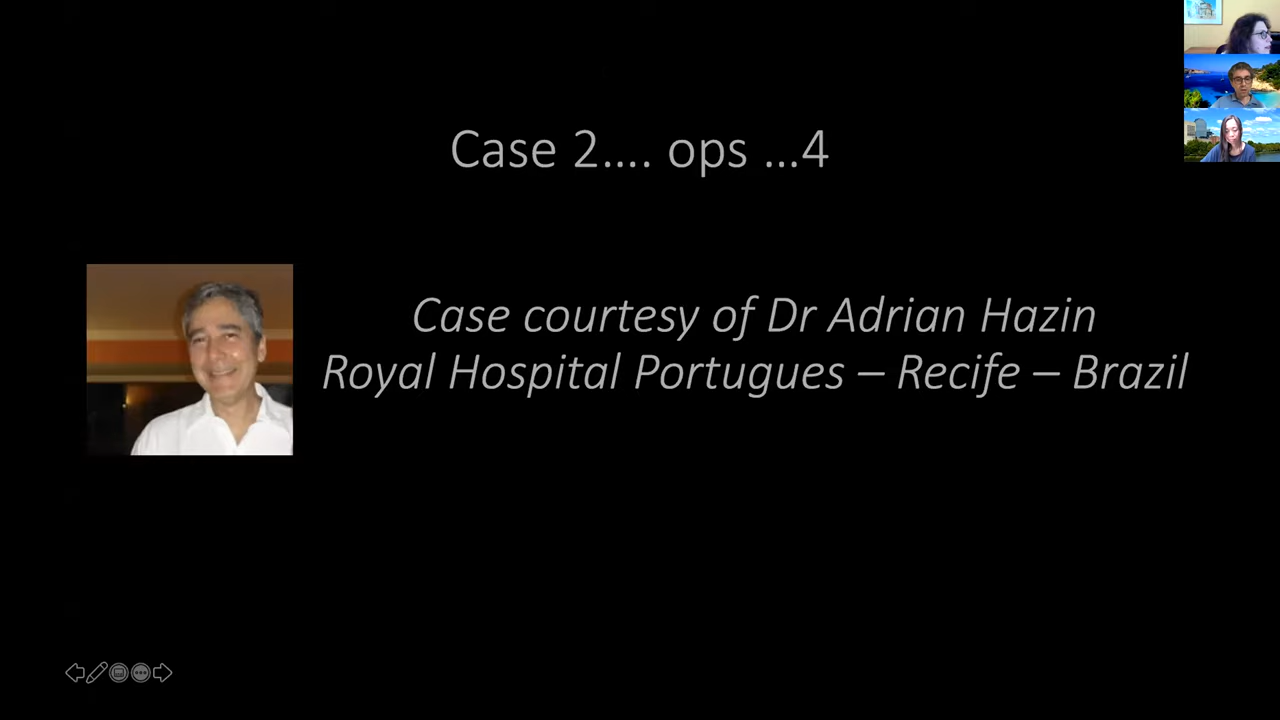 Case 2.... ops ...4
Case courtesy of Dr Adrian Hazin
Royal Hospital Portugues – Recife – Brazil